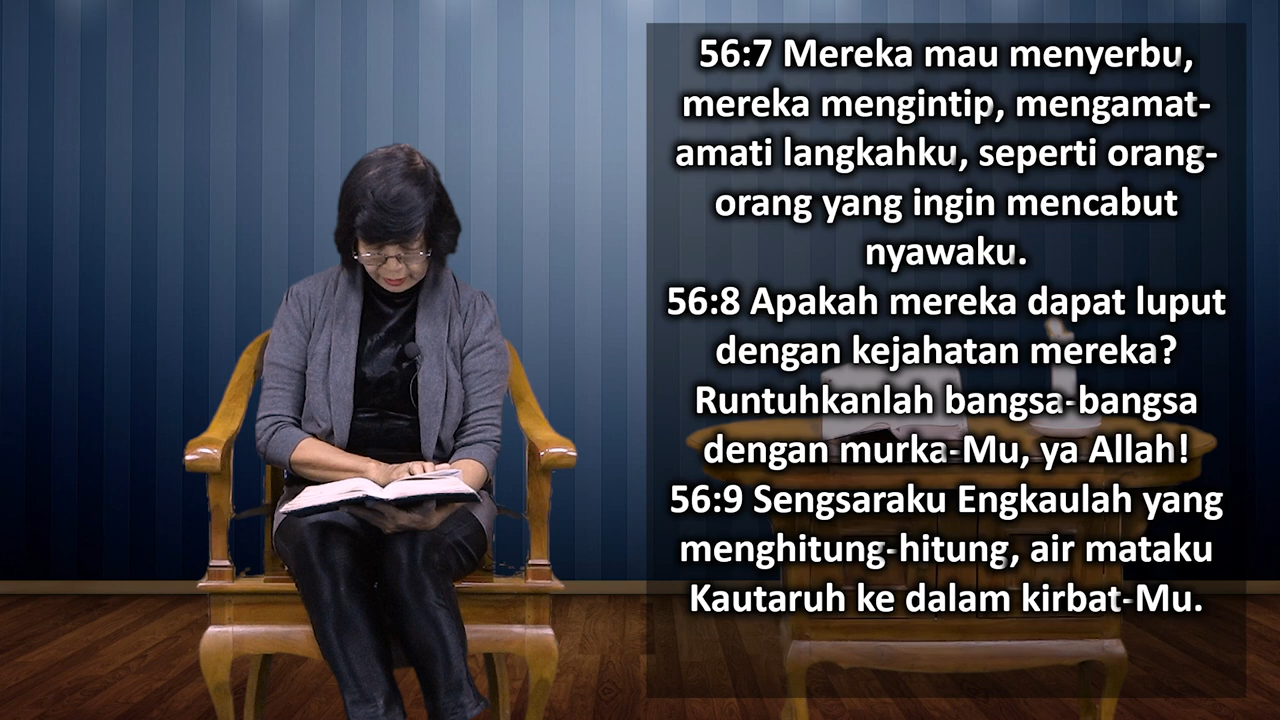 56:7 Mereka mau menyerbu,
mereka mengintip, mengamat-
amati langkahku, seperti orang-
orang yang ingin mencabut
nyawaku.
56:8 Apakah mereka dapat luput
dengan kejahatan mereka?
Runtuhkanlah bangsa-bangsa
dengan murka-Mu, ya Allah!
56:9 Sengsaraku Engkaulah yang
menghitung-hitung, air mataku
Kautaruh ke dalam kirbat-Mu.